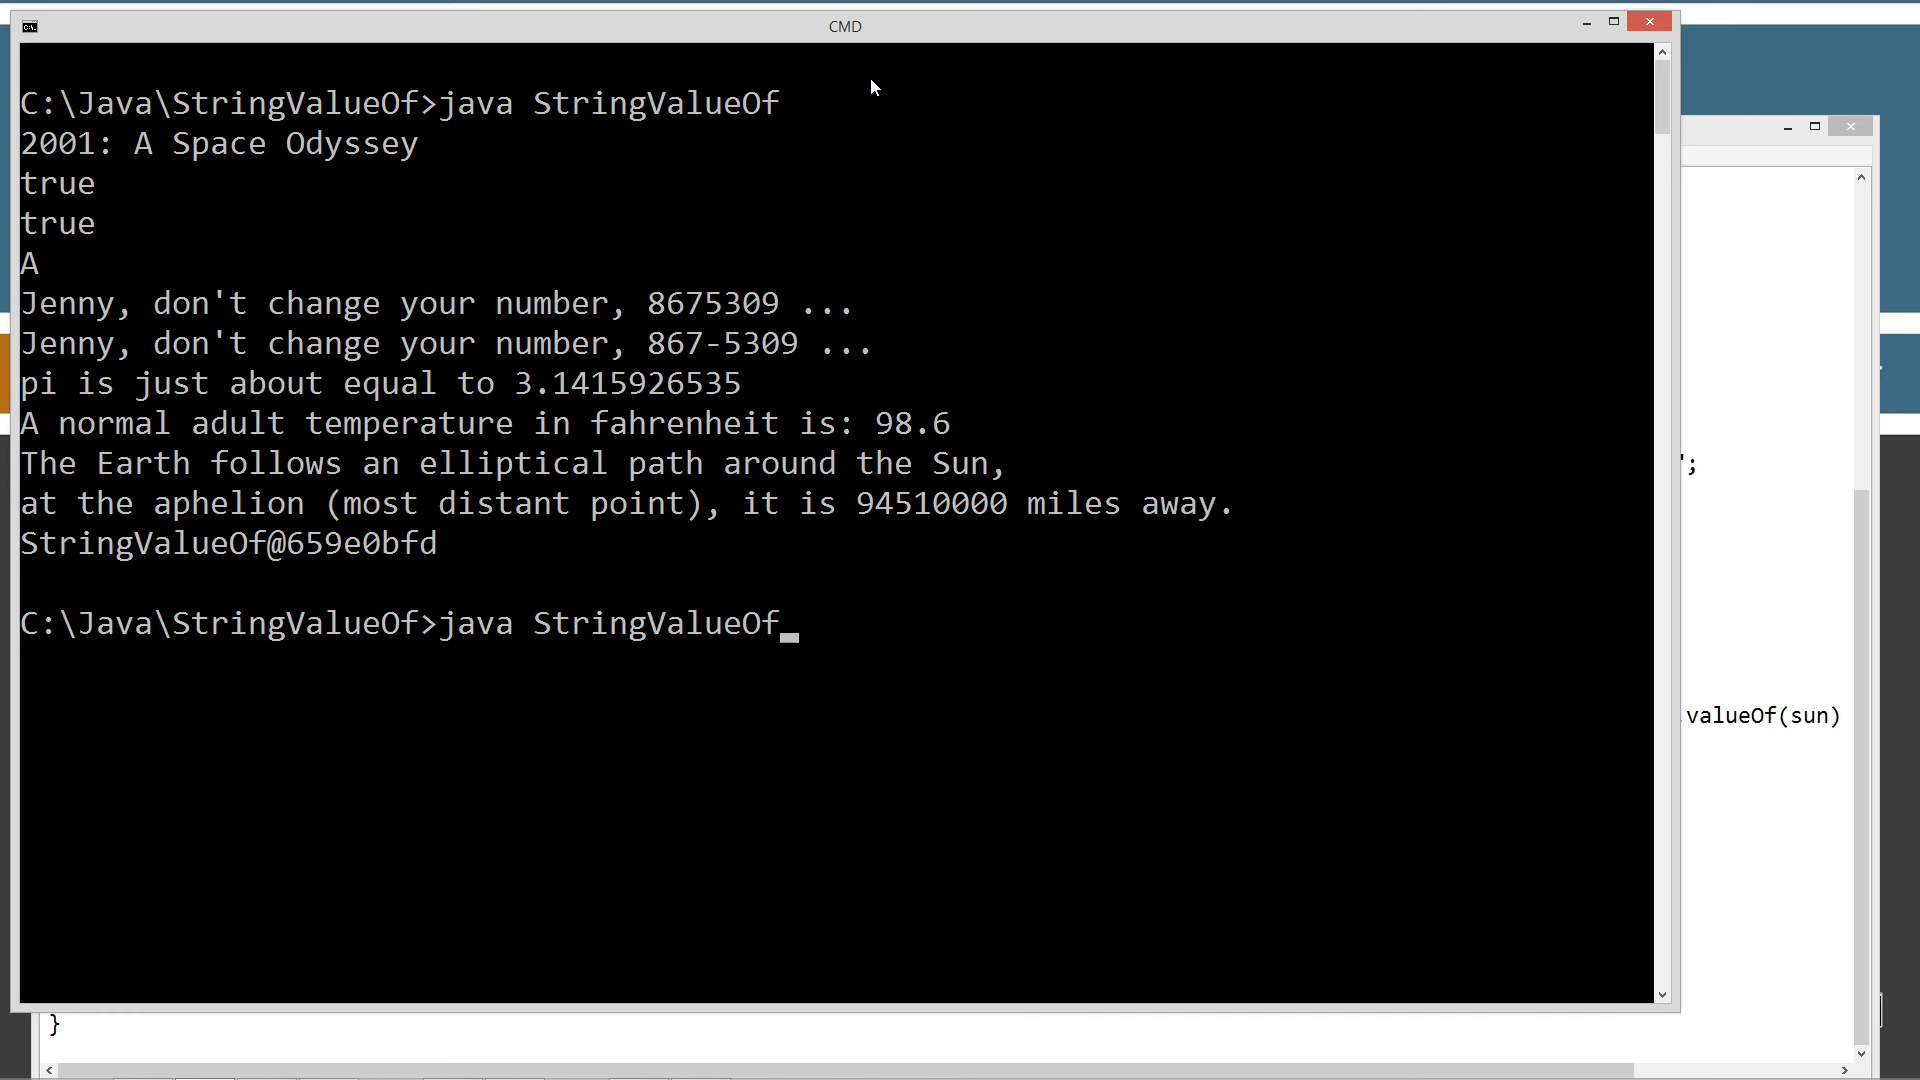 CMD
C:\Java\StringValueOf>java StringValueOf
2001: A Space Odyssey
true
true
A
Jenny, don't change your number, 8675309 ...
Jenny, don't change your number, 867-5309 ...
pi is just about equal to 3.1415926535
A normal adult temperature in fahrenheit is: 98.6
The Earth follows an elliptical path around the Sun,
at the aphelion (most distant point), it is 94510000 miles away.
StringValueOf@659e0bfd
C:\Java\StringValueOf>java StringValueOf
";
.valueOf(sun)
}